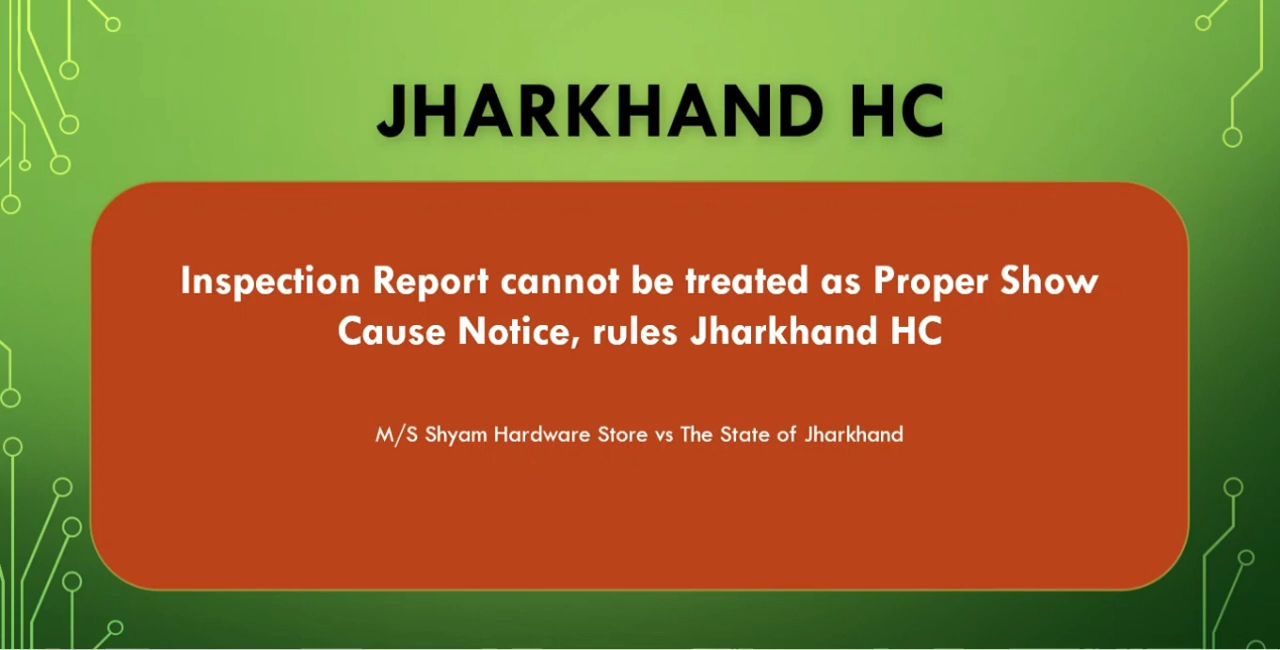 JHARKHAND HC
Inspection Report cannot be treated as Proper Show
Cause Notice, rules Jharkhand HC
M/S Shyam Hardware Store vs The State of Jharkhand